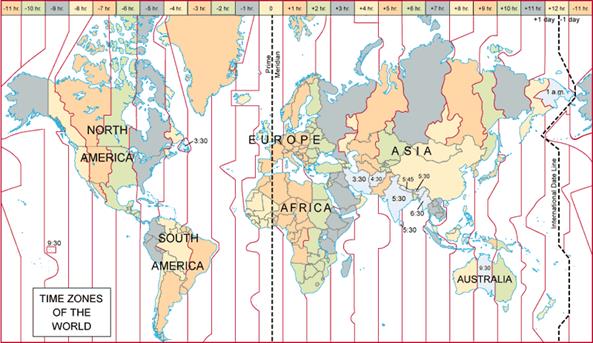 -11 hr. -10 hr. -9 hr. -8 hr. -7 hr. -6 hr. -5 hr. -4 hr. -3 hr. -2 hr. -1 hr. 0 +1 hr. +2 hr. +3 hr. +4 hr. +5 hr. +6 hr. +7 hr. +8 hr. +9 hr. +10 hr. +11 hr. +12 hr. -11 hr.
+1 day -1 day
Prime
Meridian
1 a.m.
NORTH
AMERICA
3:30
EUROPE
ASIA
3:30 4:30 5:45 5:30
5:30
6:30
5:30
International Date Line
AFRICA
9:30
SOUTH
AMERICA
9:30
AUSTRALIA
TIME ZONES
OF THE
WORLD